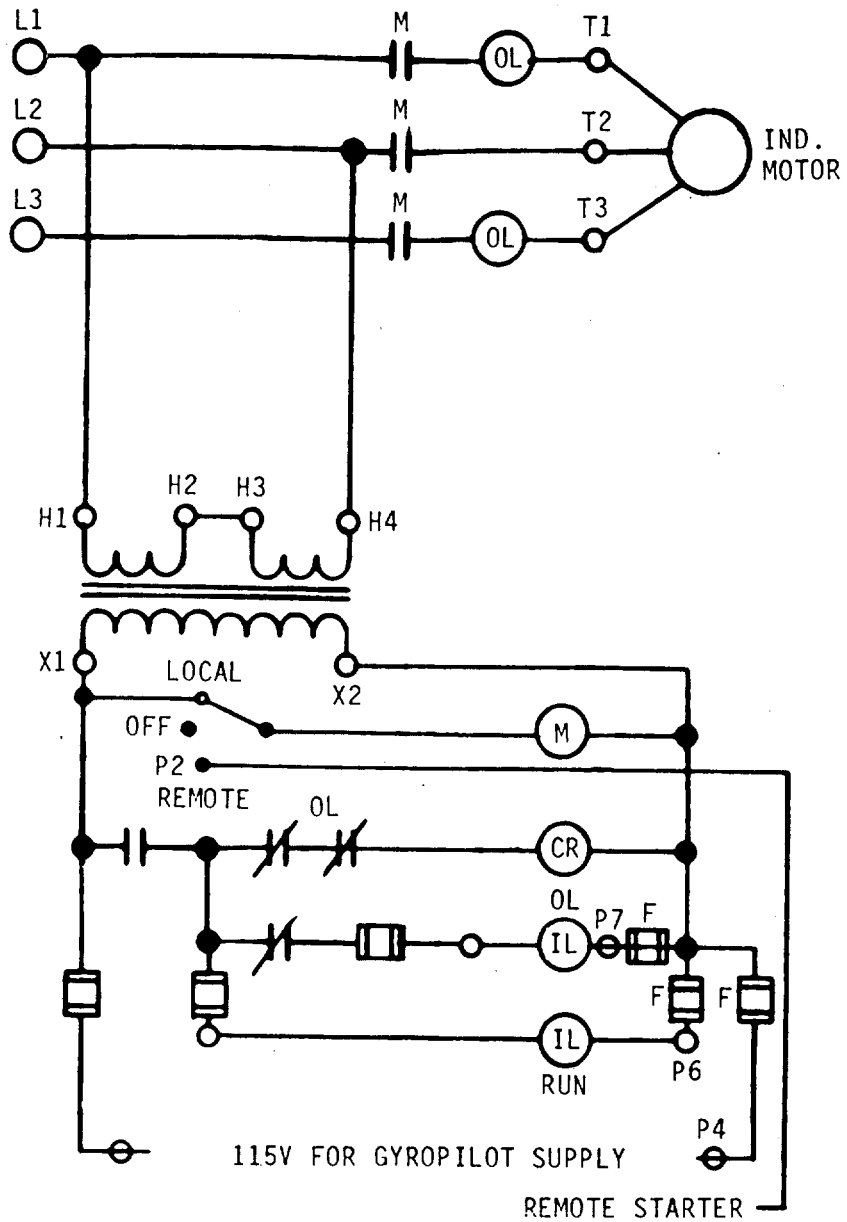 L1
M
OL
T1
L2
M
T2
IND.
MOTOR
L3
M
OL
T3
H1
H2
H3
H4
X1
LOCAL
X2
OFF
M
P2
REMOTE
OL
CR
OL
IL
P7
F
F
F
IL
RUN
P6
115V FOR GYROPILOT SUPPLY
P4
REMOTE STARTER